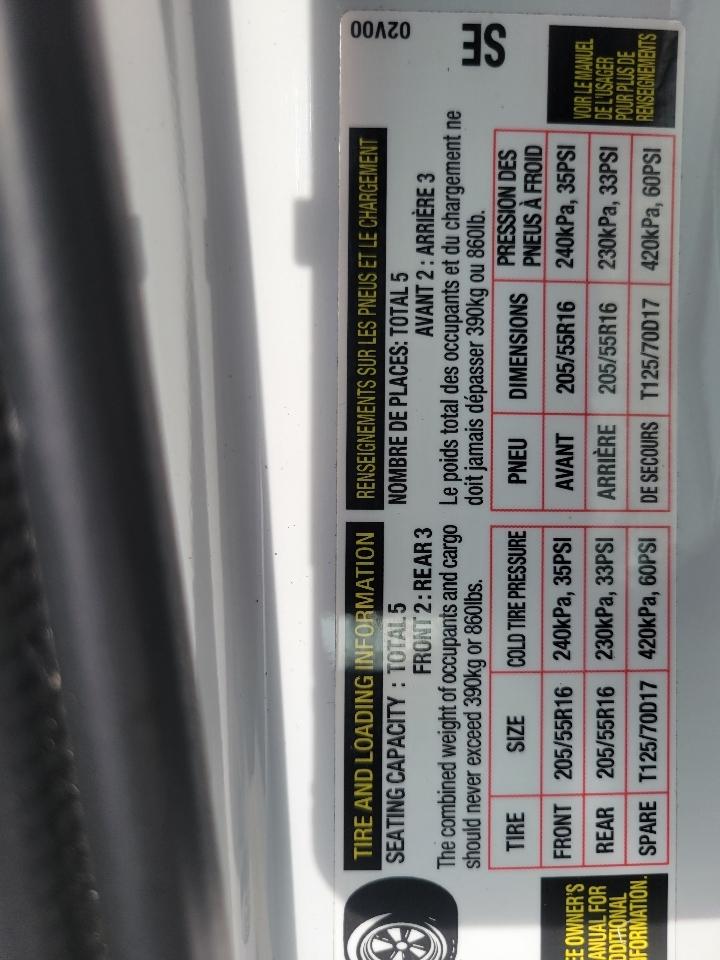 TIRE AND LOADING INFORMATION
SEATING CAPACITY : TOTAL 5
FRONT 2 : REAR 3
The combined weight of occupants and cargo
should never exceed 390kg or 860lbs.
TIRE SIZE COLD TIRE PRESSURE
FRONT 205/55R16 240kPa, 35PSI
REAR 205/55R16 230kPa, 33PSI
SPARE T125/70D17 420kPa, 60PSI
EE OWNER'S
ANUAL FOR
DDITIONAL
FORMATION.
RENSEIGNEMENTS SUR LES PNEUS ET LE CHARGEMENT
NOMBRE DE PLACES: TOTAL 5
AVANT 2 : ARRIÈRE 3
Le poids total des occupants et du chargement ne
doit jamais dépasser 390kg ou 860lb.
PNEU DIMENSIONS PRESSION DES
PNEUS À FROID
AVANT 205/55R16 240kPa, 35PSI
ARRIÈRE 205/55R16 230kPa, 33PSI
DE SECOURS T125/70D17 420kPa, 60PSI
02V00
SE
VOIR LE MANUEL
DE L'USAGER
POUR PLUS DE
RENSEIGNEMENTS